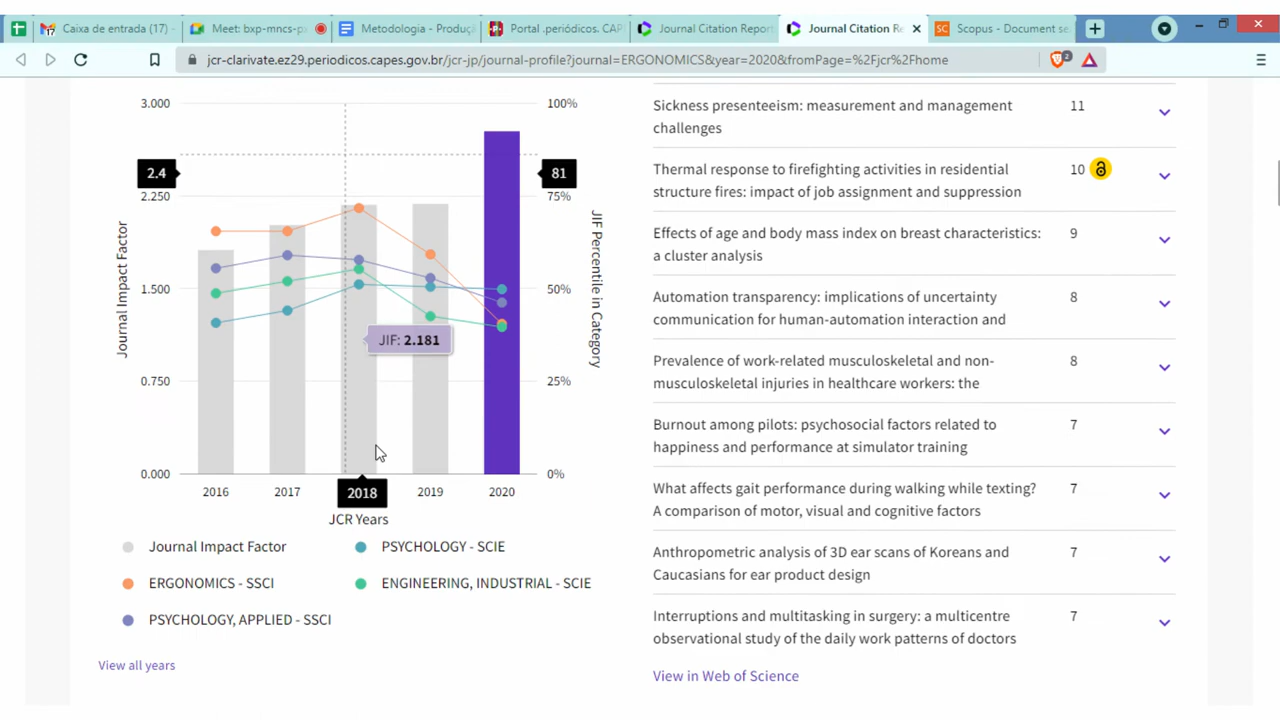 Caixa de entrada (17) -
Meet: bxp-mncs-px
Metodologia - Produç
Portal .periódicos. CAP
Journal Citation Report
Journal Citation Re
Scopus - Document se
jcr-clarivate.ez29.periodicos.capes.gov.br/jcr-jp/journal-profile?journal=ERGONOMICS&year=2020&fromPage=%2Fjcr%2Fhome
3.000
100%
2.4
81
2.250
75%
1.500
50%
0.750
25%
0.000
0%
Journal Impact Factor
JIF Percentile in Category
JIF: 2.181
2016
2017
2018
2019
2020
JCR Years
Journal Impact Factor
PSYCHOLOGY - SCIE
ERGONOMICS - SSCI
ENGINEERING, INDUSTRIAL - SCIE
PSYCHOLOGY, APPLIED - SSCI
View all years
Sickness presenteeism: measurement and management
challenges
11
Thermal response to firefighting activities in residential
structure fires: impact of job assignment and suppression
10
Effects of age and body mass index on breast characteristics:
a cluster analysis
9
Automation transparency: implications of uncertainty
communication for human-automation interaction and
8
Prevalence of work-related musculoskeletal and non-
musculoskeletal injuries in healthcare workers: the
8
Burnout among pilots: psychosocial factors related to
happiness and performance at simulator training
7
What affects gait performance during walking while texting?
A comparison of motor, visual and cognitive factors
7
Anthropometric analysis of 3D ear scans of Koreans and
Caucasians for ear product design
7
Interruptions and multitasking in surgery: a multicentre
observational study of the daily work patterns of doctors
7
View in Web of Science